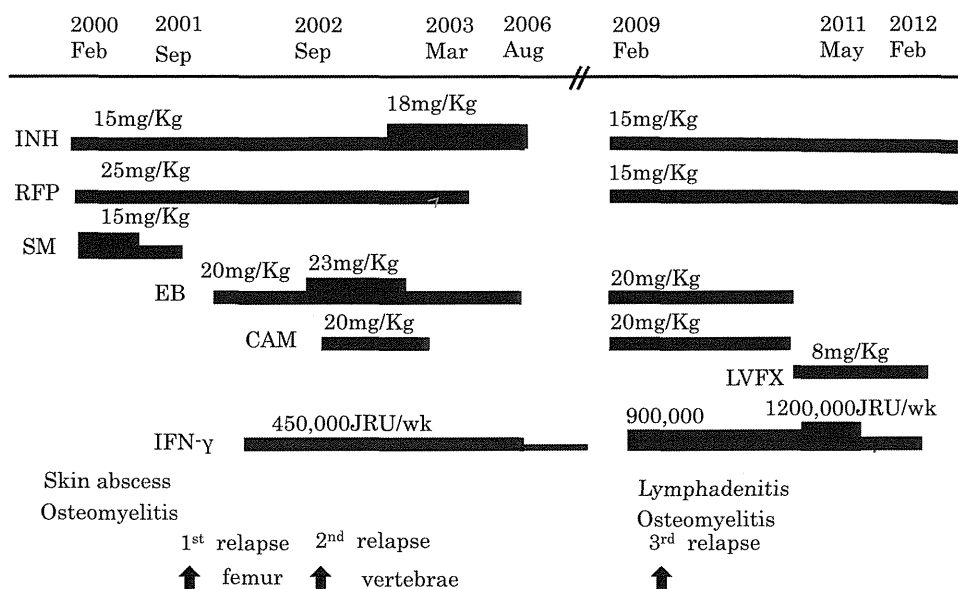 2000 2001 2002 2003 2006 2009 2011 2012
Feb Sep Sep Mar Aug Feb May Feb
18mg/Kg
15mg/Kg 15mg/Kg
INH
25mg/Kg 15mg/Kg
RFP
15mg/Kg
SM
20mg/Kg 23mg/Kg 20mg/Kg
EB
20mg/Kg 20mg/Kg
CAM
8mg/Kg
LVFX
450,000JRU/wk 900,000 1200,000JRU/wk
IFN-γ
Skin abscess Lymphadenitis
Osteomyelitis Osteomyelitis
1st relapse 2nd relapse 3rd relapse
femur vertebrae